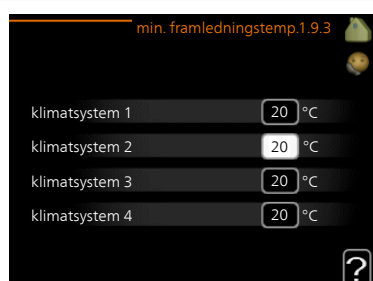 min. framledningstemp.1.9.3
klimatsystem 1 20 °C
klimatsystem 2 20 °C
klimatsystem 3 20 °C
klimatsystem 4 20 °C
?